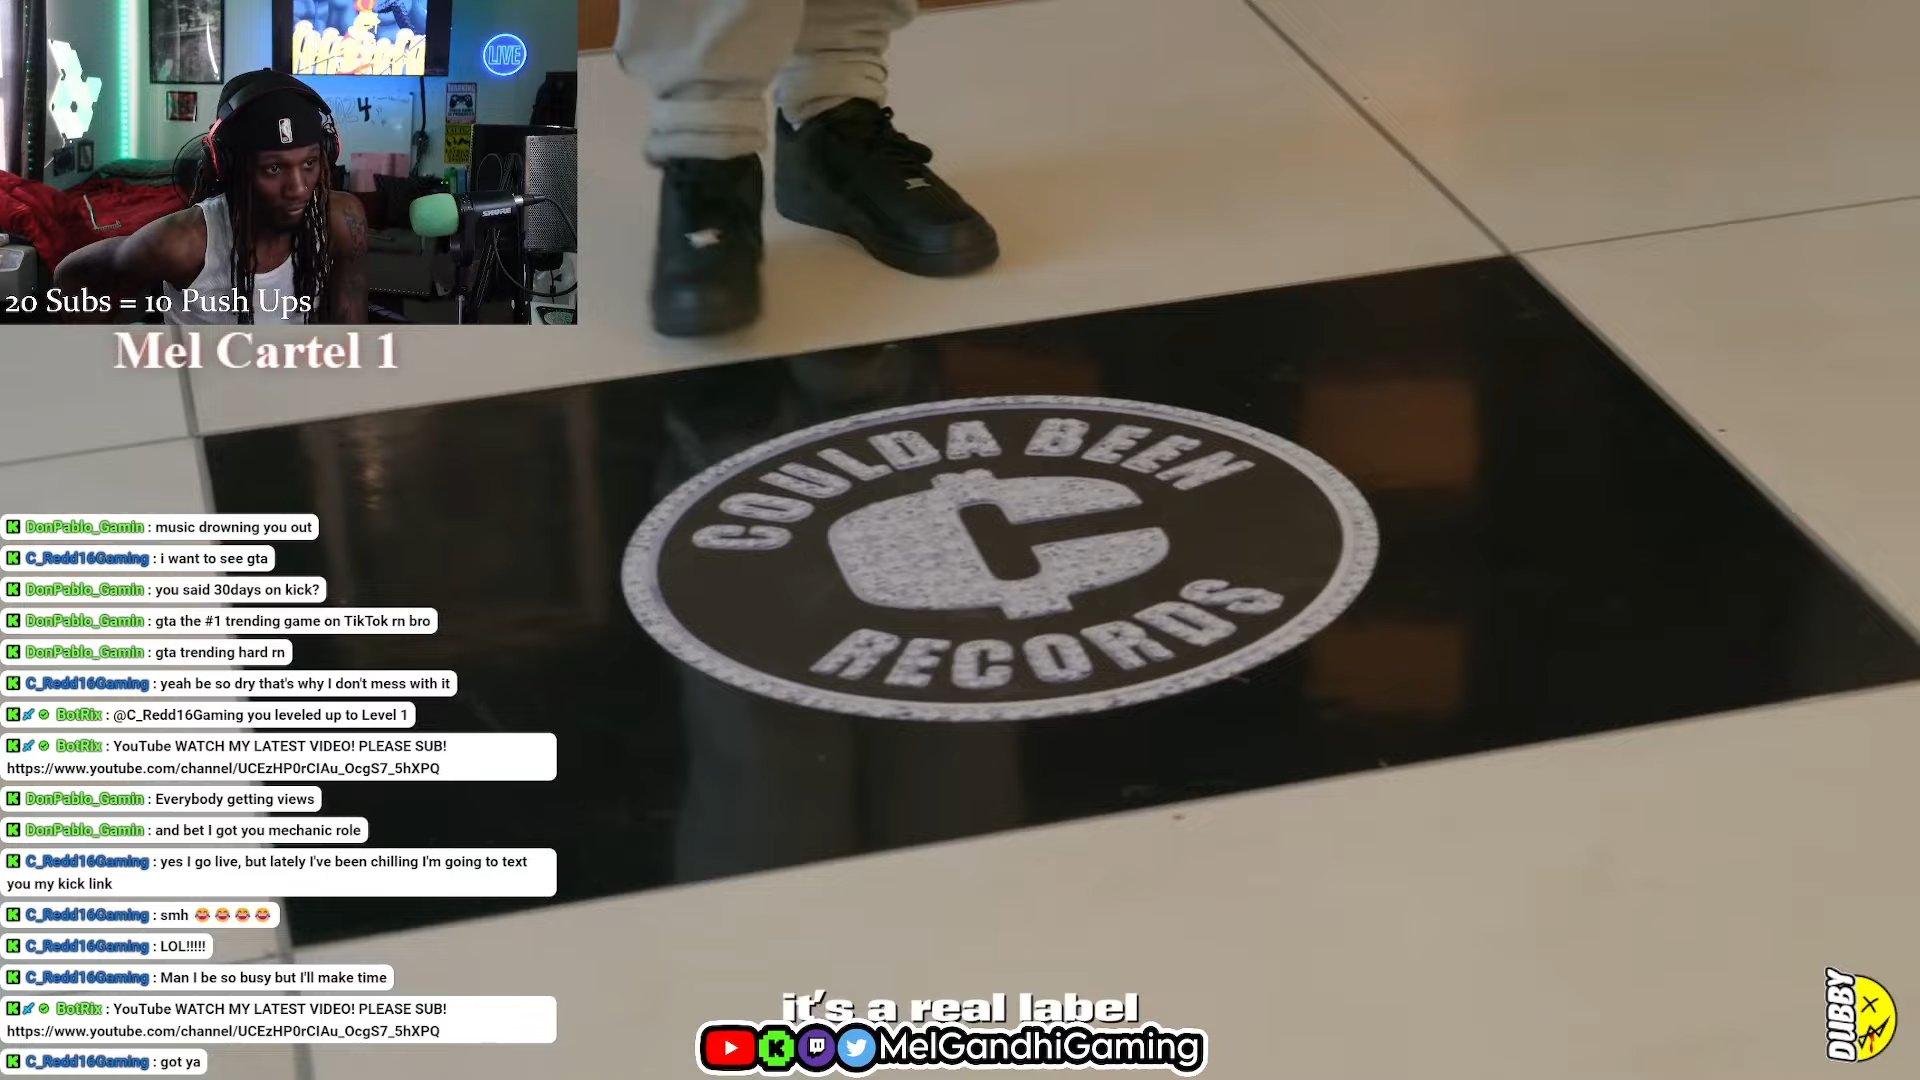 LIVE
WARNING
2024
SHURE
20 Subs = 10 Push Ups
Mel Cartel 1
COULDA BEEN
RECORDS
DonPablo_Gamin : music drowning you out
C_Redd16Gaming : i want to see gta
DonPablo_Gamin : you said 30days on kick?
DonPablo_Gamin : gta the #1 trending game on TikTok rn bro
DonPablo_Gamin : gta trending hard rn
C_Redd16Gaming : yeah be so dry that's why I don't mess with it
BotRix : @C_Redd16Gaming you leveled up to Level 1
BotRix : YouTube WATCH MY LATEST VIDEO! PLEASE SUB!
https://www.youtube.com/channel/UCEzHP0rCIAu_OcgS7_5hXPQ
DonPablo_Gamin : Everybody getting views
DonPablo_Gamin : and bet I got you mechanic role
C_Redd16Gaming : yes I go live, but lately I've been chilling I'm going to text
you my kick link
C_Redd16Gaming : smh 😂 😂 😂 😂
C_Redd16Gaming : LOL!!!!!
C_Redd16Gaming : Man I be so busy but I'll make time
BotRix : YouTube WATCH MY LATEST VIDEO! PLEASE SUB!
https://www.youtube.com/channel/UCEzHP0rCIAu_OcgS7_5hXPQ
C_Redd16Gaming : got ya
it's a real label
MelGandhiGaming
DUBBY